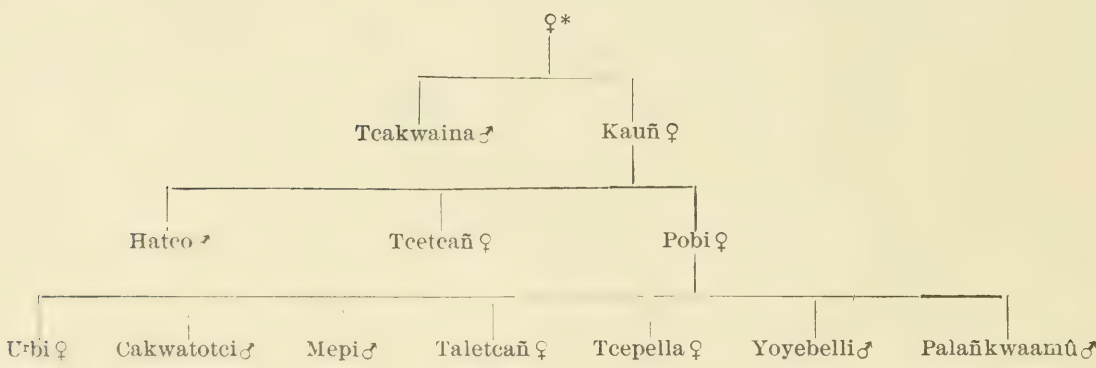 ♀*
Tcakwaina ♂ Kauñ ♀
Hatco ♂ Tcetcañ ♀ Pobi ♀
Urbi ♀ Cakwatotci ♂ Mepi ♂ Taletcañ ♀ Tcepella ♀ Yoyebelli ♂ Palañkwaamû ♂